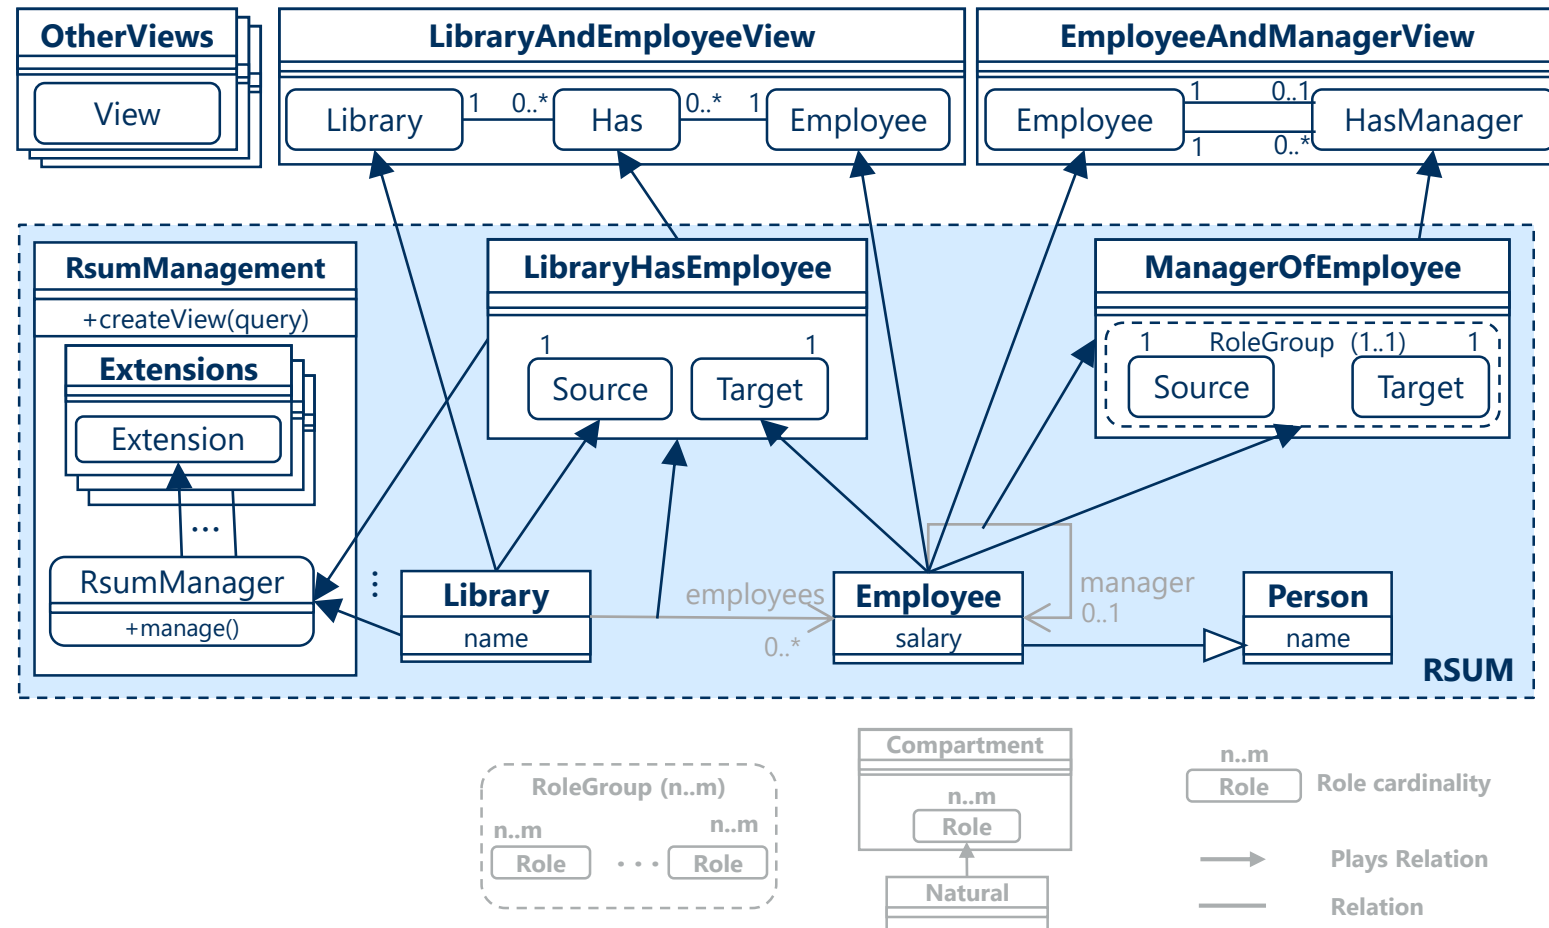 OtherViews
View
LibraryAndEmployeeView
Library 1 0..* Has 0..* 1 Employee
EmployeeAndManagerView
Employee 1 0..1 HasManager
1 0..*
RsumManagement
+createView(query)
Extensions
Extension
...
RsumManager
+manage()
...
LibraryHasEmployee
1 1
Source Target
ManagerOfEmployee
1 RoleGroup (1..1) 1
Source Target
Library
name
employees
0..*
Employee
salary
manager
0..1
Person
name
RSUM
RoleGroup (n..m)
n..m n..m
Role ... Role
Compartment
n..m
Role
Natural
n..m
Role Role cardinality
Plays Relation
Relation